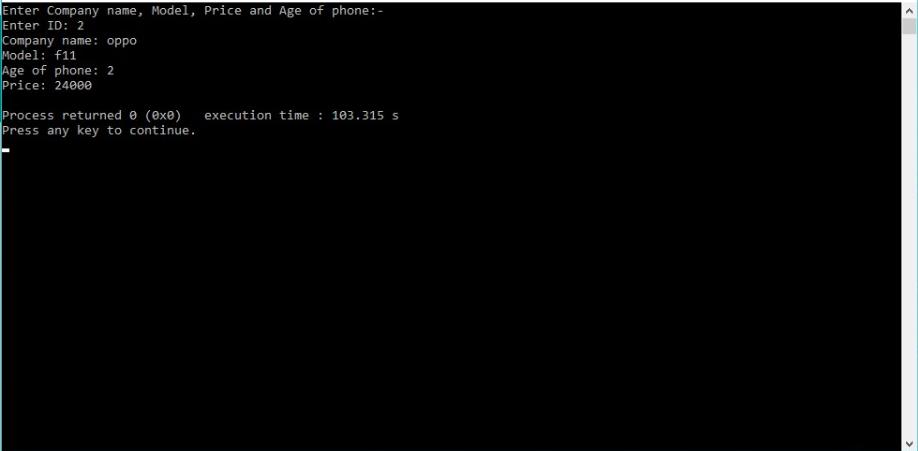 Enter Company name, Model, Price and Age of phone:-
Enter ID: 2
Company name: oppo
Model: f11
Age of phone: 2
Price: 24000
Process returned 0 (0x0)   execution time : 103.315 s
Press any key to continue.